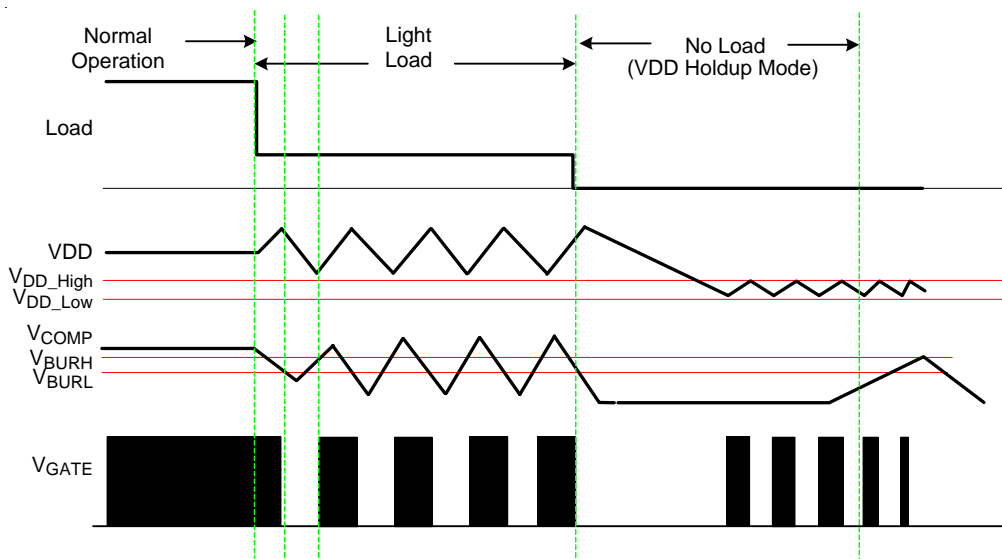 Normal
Operation
Light
Load
No Load
(VDD Holdup Mode)
Load
VDD
VDD_High
VDD_Low
VCOMP
VBURH
VBURL
VGATE